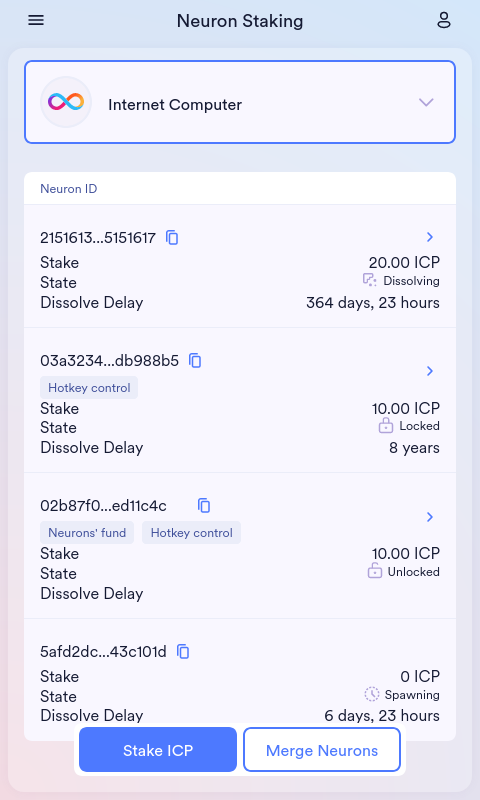 Neuron Staking
Internet Computer
Neuron ID
2151613...5151617
Stake 20.00 ICP
State Dissolving
Dissolve Delay 364 days, 23 hours
03a3234...db988b5
Hotkey control
Stake 10.00 ICP
State Locked
Dissolve Delay 8 years
02b87f0...ed11c4c
Neurons' fund Hotkey control
Stake 10.00 ICP
State Unlocked
Dissolve Delay
5afd2dc...43c101d
Stake 0 ICP
State Spawning
Dissolve Delay 6 days, 23 hours
Stake ICP Merge Neurons